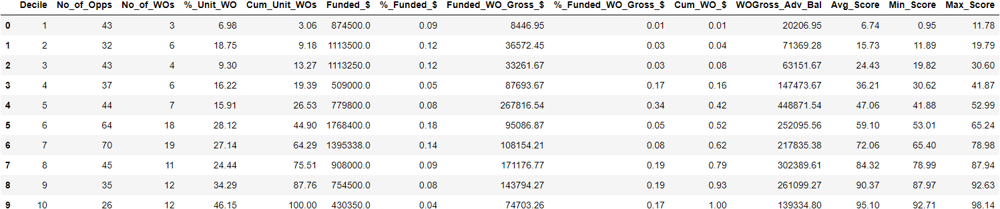 Decile No_of_Opps No_of_WOs %_Unit_WO Cum_Unit_WOs Funded_$ %_Funded_$ Funded_WO_Gross_$ %_Funded_WO_Gross_$ Cum_WO_$ WOGross_Adv_Bal Avg_Score Min_Score Max_Score
0 1 43 3 6.98 3.06 874500.0 0.09 8446.95 0.01 0.01 20206.95 6.74 0.95 11.78
1 2 32 6 18.75 9.18 1113500.0 0.12 36572.45 0.03 0.04 71369.28 15.73 11.89 19.79
2 3 43 4 9.30 13.27 1113250.0 0.12 33261.67 0.03 0.08 63151.67 24.43 19.82 30.60
3 4 37 6 16.22 19.39 509000.0 0.05 87693.67 0.17 0.16 147473.67 36.21 30.62 41.87
4 5 44 7 15.91 26.53 779800.0 0.08 267816.54 0.34 0.42 448871.54 47.06 41.88 52.99
5 6 64 18 28.12 44.90 1768400.0 0.18 95086.87 0.05 0.52 252095.56 59.10 53.01 65.24
6 7 70 19 27.14 64.29 1395338.0 0.14 108154.21 0.08 0.62 217835.38 72.06 65.40 78.98
7 8 45 11 24.44 75.51 908000.0 0.09 171176.77 0.19 0.79 302389.61 84.32 78.99 87.94
8 9 35 12 34.29 87.76 754500.0 0.08 143794.27 0.19 0.93 261099.27 90.37 87.97 92.63
9 10 26 12 46.15 100.00 430350.0 0.04 74703.26 0.17 1.00 139334.80 95.10 92.71 98.14